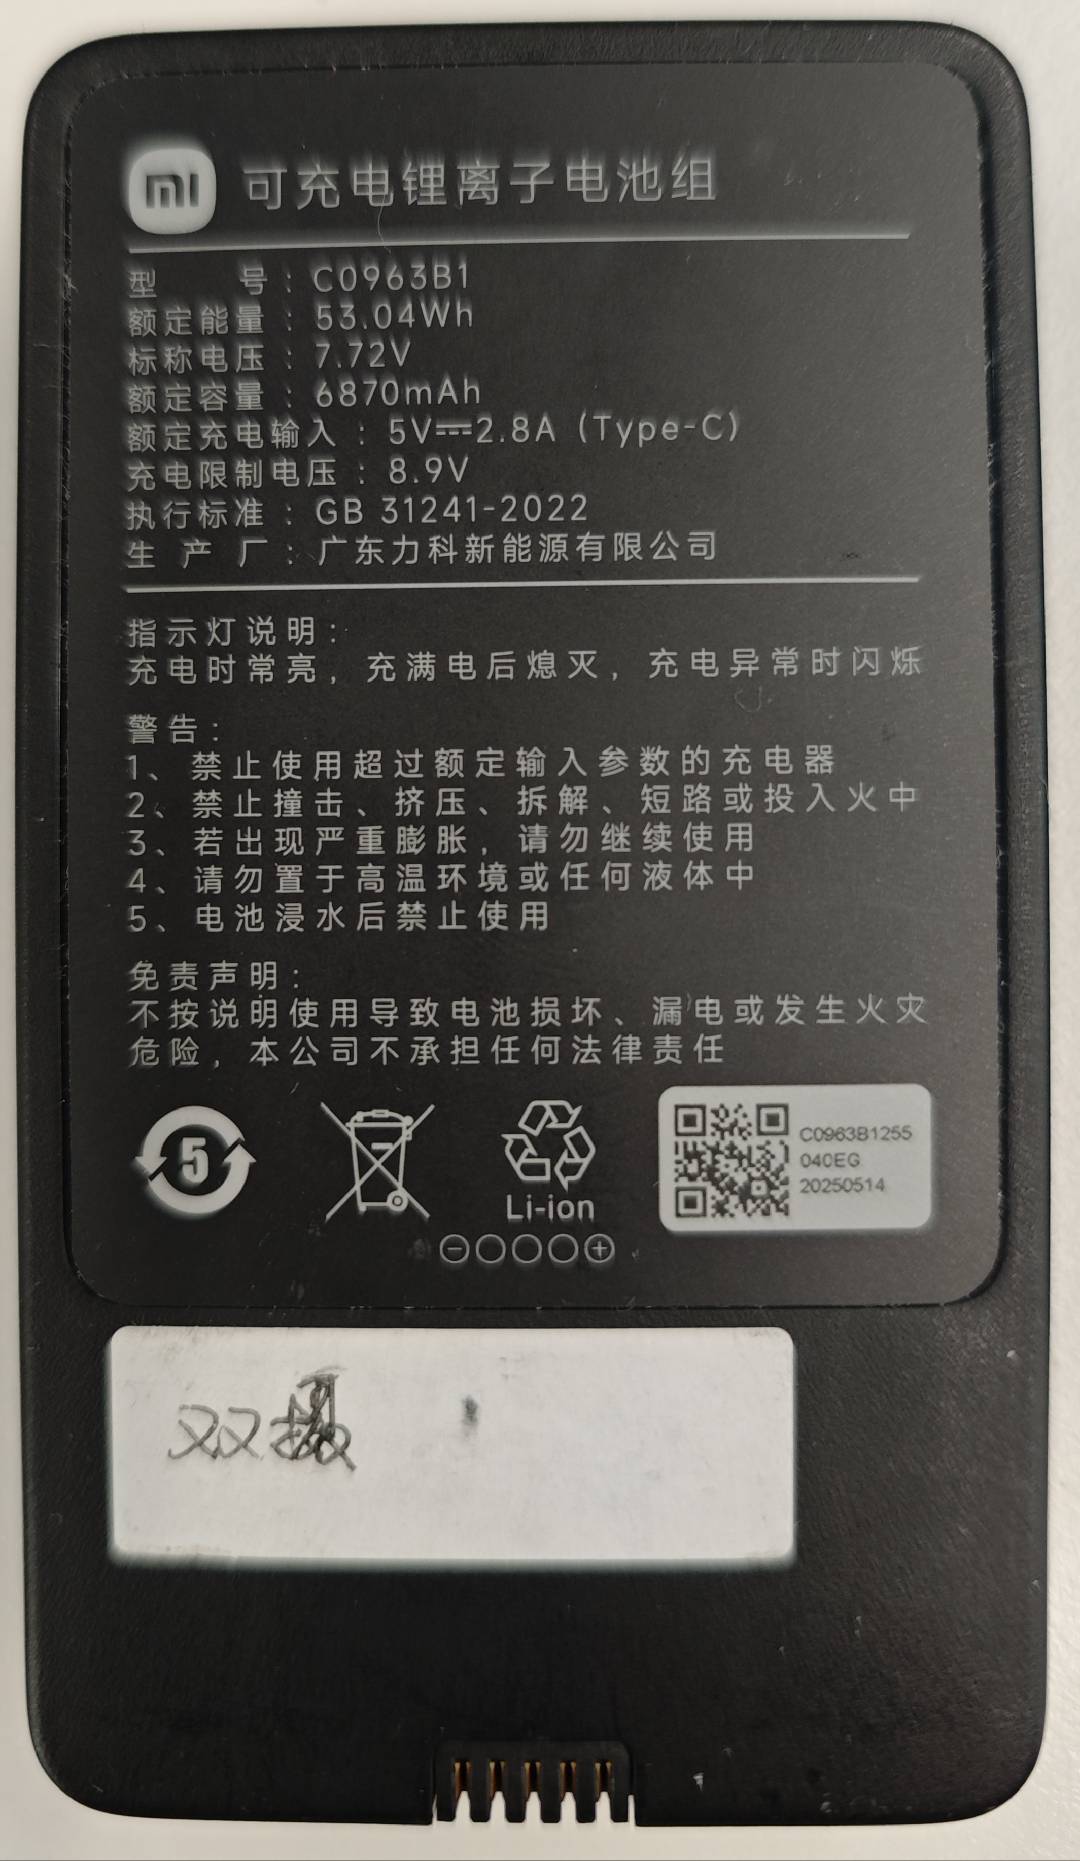 mi 可充电锂离子电池组
型号：C0963B1
额定能量：53.04Wh
标称电压：7.72V
额定容量：6870mAh
额定充电输入：5V⎓2.8A (Type-C)
充电限制电压：8.9V
执行标准：GB 31241-2022
生产厂：广东力科新能源有限公司
指示灯说明：
充电时常亮，充满电后熄灭，充电异常时闪烁
警告：
1、禁止使用超过额定输入参数的充电器
2、禁止撞击、挤压、拆解、短路或投入火中
3、若出现严重膨胀，请勿继续使用
4、请勿置于高温环境或任何液体中
5、电池浸水后禁止使用
免责声明：
不按说明使用导致电池损坏、漏电或发生火灾
危险，本公司不承担任何法律责任
5
Li-ion
C0963B1255
040EG
20250514
双摄